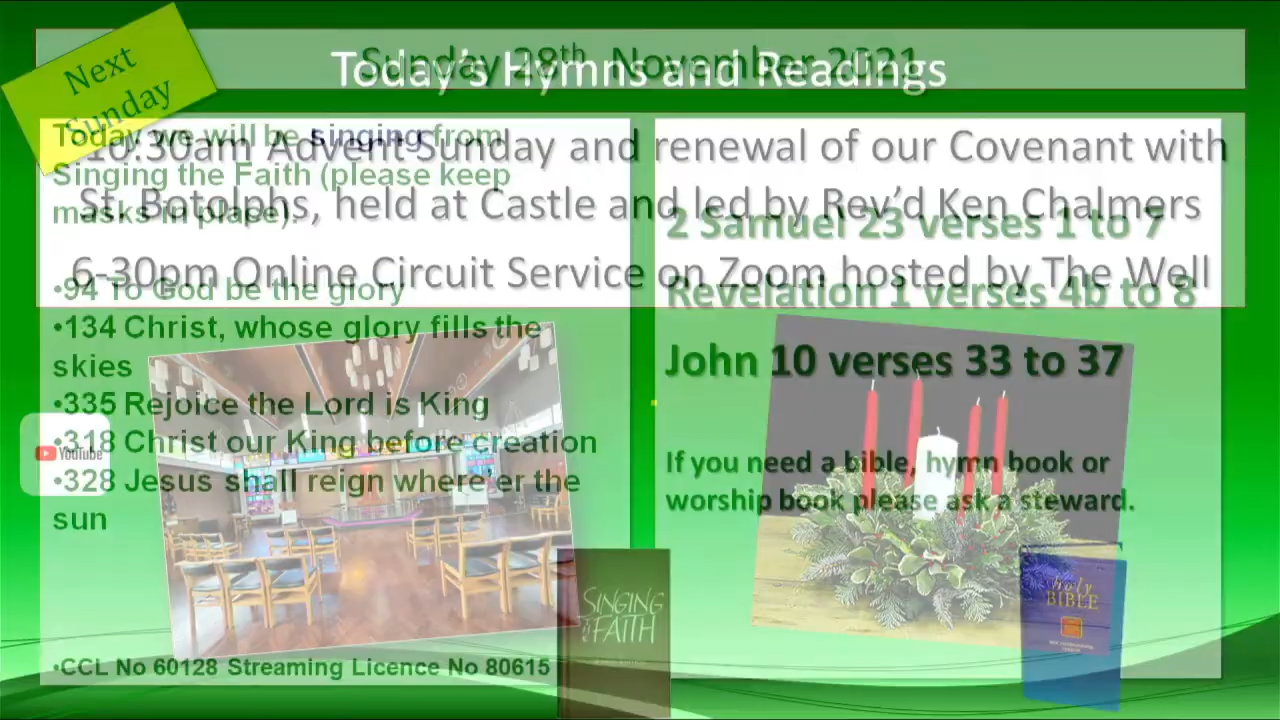 Next
Sunday
Sunday 28th November 2021
Today's Hymns and Readings
10:30am Advent Sunday and renewal of our Covenant with
St. Botolphs, held at Castle and led by Rev'd Ken Chalmers
6-30pm Online Circuit Service on Zoom hosted by The Well
Today we will be singing from
Singing the Faith (please keep
masks in place).
•94 To God be the glory
•134 Christ, whose glory fills the
skies
•335 Rejoice the Lord is King
•318 Christ our King before creation
•328 Jesus shall reign where er the
sun
•CCL No 60128 Streaming Licence No 80615
2 Samuel 23 verses 1 to 7
Revelation 1 verses 4b to 8
John 10 verses 33 to 37
If you need a bible, hymn book or
worship book please ask a steward.
YouTube
SINGING
FAITH
holy
BIBLE